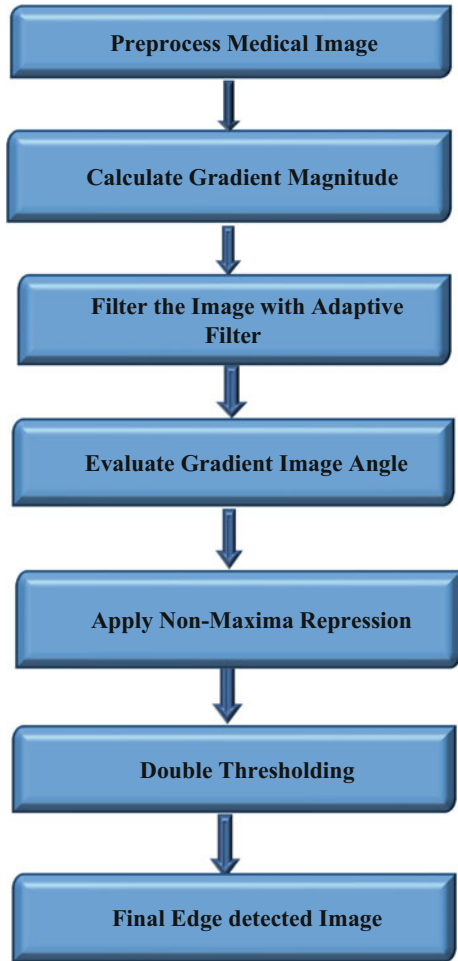 Preprocess Medical Image
Calculate Gradient Magnitude
Filter the Image with Adaptive
Filter
Evaluate Gradient Image Angle
Apply Non-Maxima Repression
Double Thresholding
Final Edge detected Image